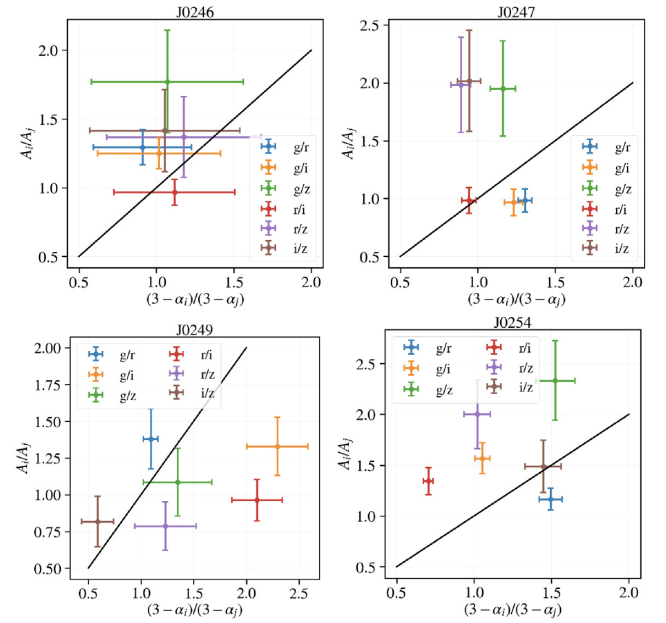 J0246
2.0
1.5
1.0
0.5
A_i/A_j
g/r
g/i
g/z
r/i
r/z
i/z
0.5 1.0 1.5 2.0
(3 − α_i)/(3 − α_j)
J0247
2.5
2.0
1.5
1.0
0.5
A_i/A_j
g/r
g/i
g/z
r/i
r/z
i/z
0.5 1.0 1.5 2.0
(3 − α_i)/(3 − α_j)
J0249
2.00
1.75
1.50
1.25
1.00
0.75
0.50
A_i/A_j
g/r r/i
g/i r/z
g/z i/z
0.5 1.0 1.5 2.0 2.5
(3 − α_i)/(3 − α_j)
J0254
2.5
2.0
1.5
1.0
0.5
A_i/A_j
g/r r/i
g/i r/z
g/z i/z
0.5 1.0 1.5 2.0
(3 − α_i)/(3 − α_j)